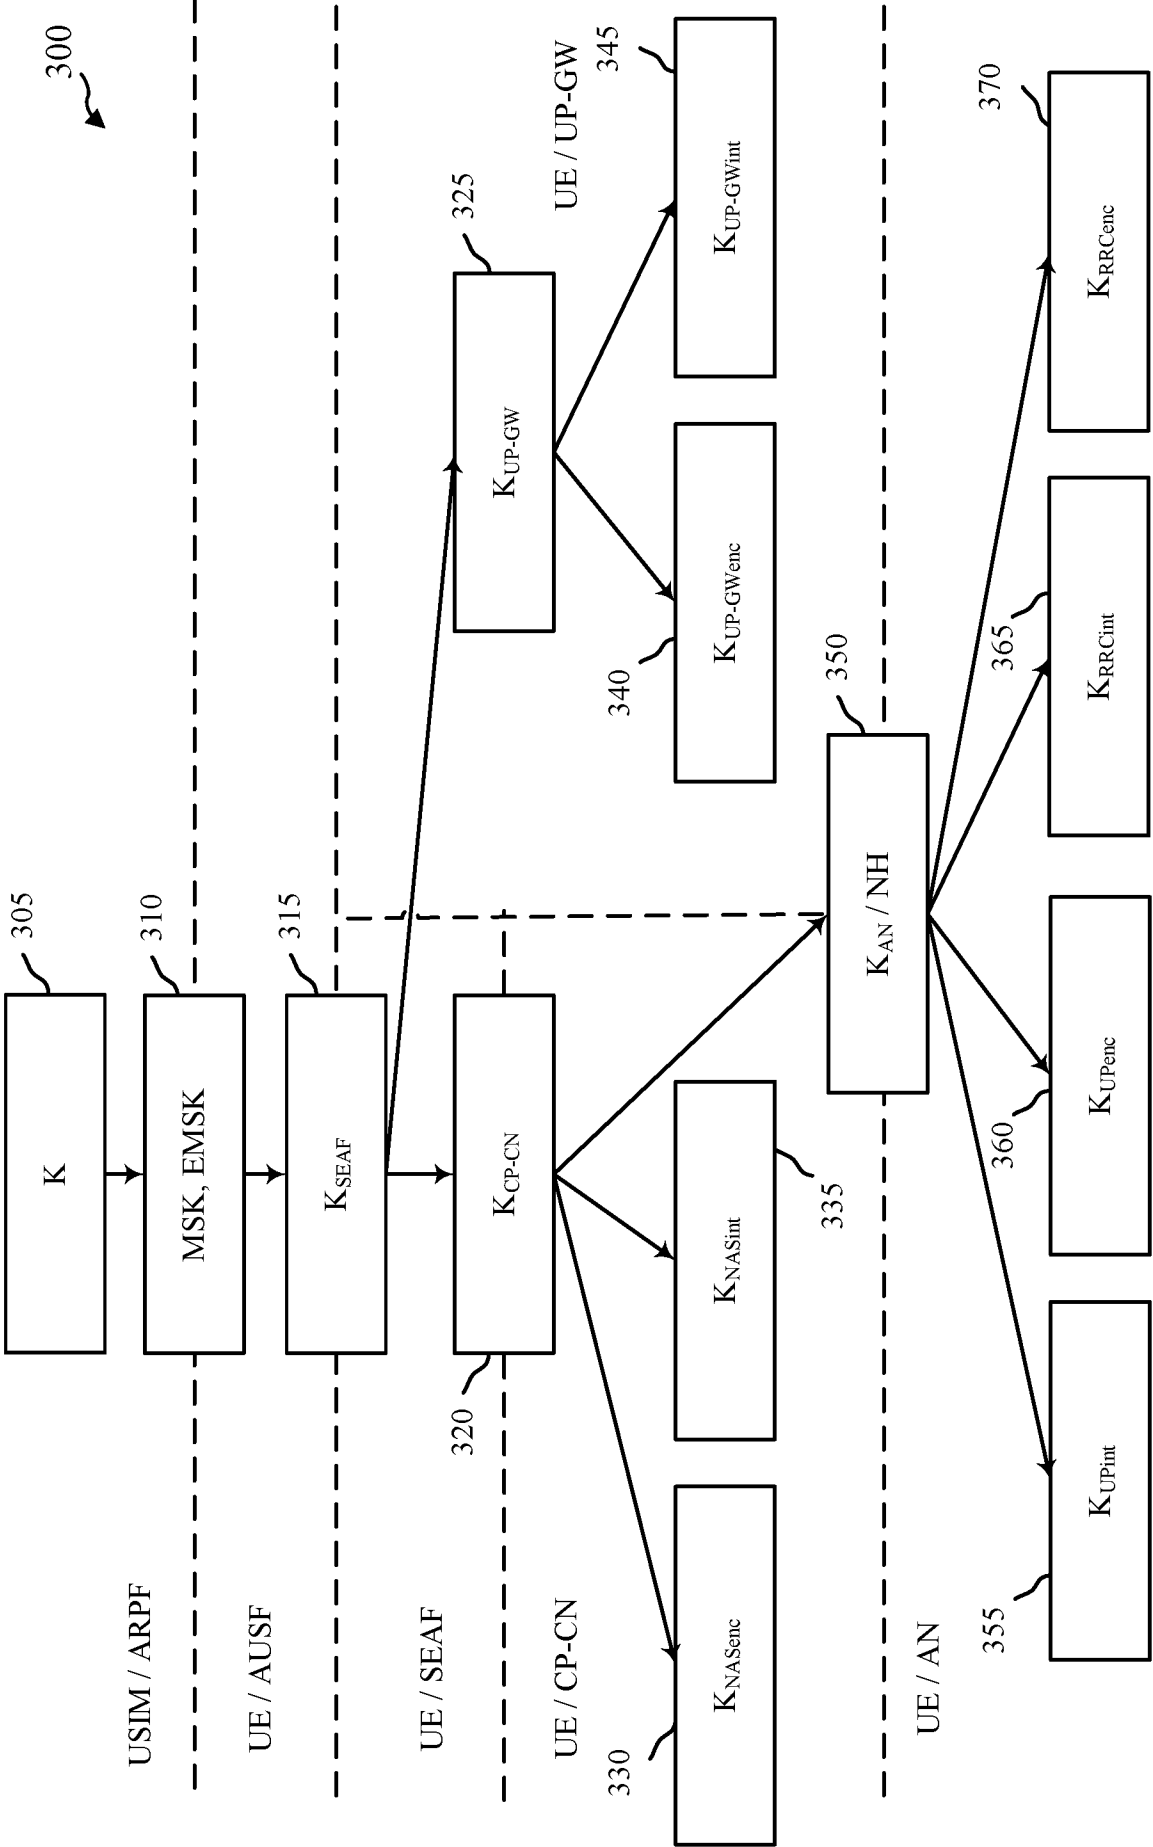 300
K
305
USIM / ARPF
MSK, EMSK
310
UE / AUSF
K_SEAF
315
UE / SEAF
320
K_CP-CN
K_UP-GW
325
UE / CP-CN
UE / UP-GW
330
K_NASenc
K_NASint
335
340
K_UP-GWenc
K_UP-GWint
345
K_AN / NH
350
UE / AN
355
K_UPint
360
K_UPenc
365
K_RRCint
370
K_RRCenc